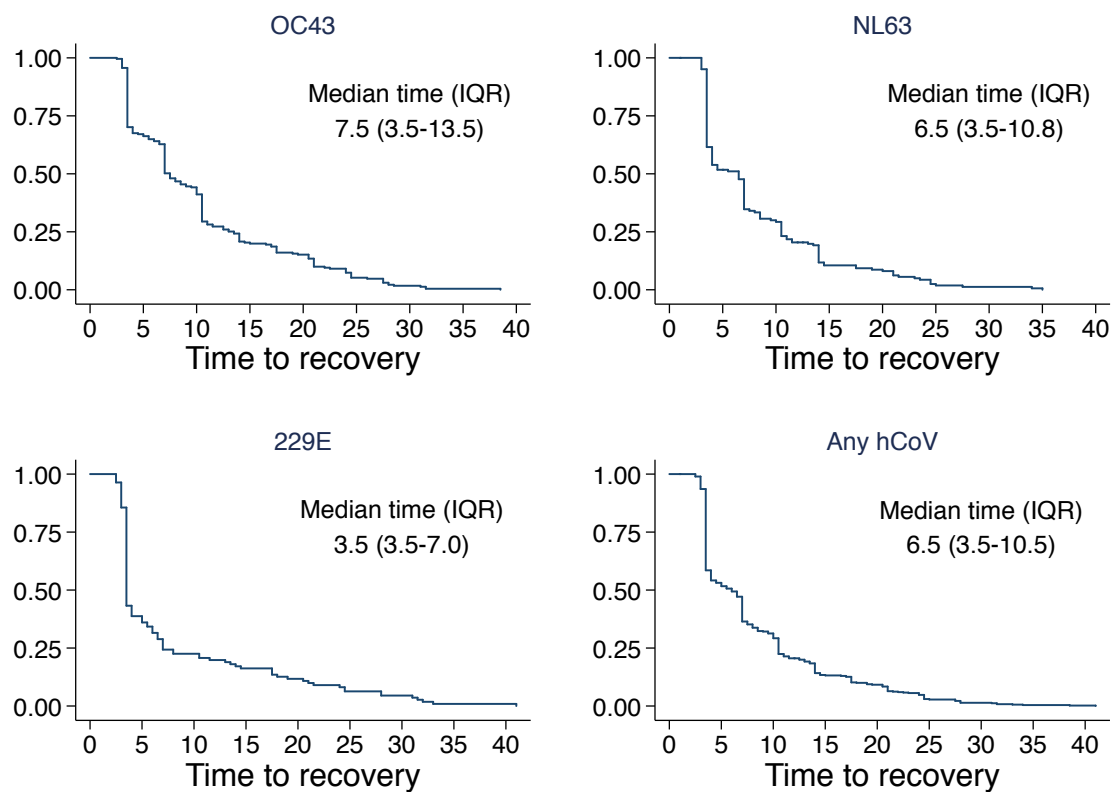 OC43
1.00
0.75
0.50
0.25
0.00
Median time (IQR)
7.5 (3.5-13.5)
0 5 10 15 20 25 30 35 40
Time to recovery
NL63
1.00
0.75
0.50
0.25
0.00
Median time (IQR)
6.5 (3.5-10.8)
0 5 10 15 20 25 30 35 40
Time to recovery
229E
1.00
0.75
0.50
0.25
0.00
Median time (IQR)
3.5 (3.5-7.0)
0 5 10 15 20 25 30 35 40
Time to recovery
Any hCoV
1.00
0.75
0.50
0.25
0.00
Median time (IQR)
6.5 (3.5-10.5)
0 5 10 15 20 25 30 35 40
Time to recovery